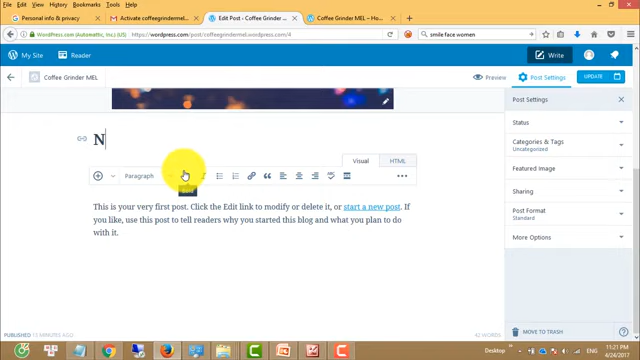 File Edit View History Bookmarks Tools Help
Personal info & privacy
Activate coffeegrindermel...
Edit Post ‹ Coffee Grinder
Coffee Grinder MEL – Ho...
WordPress.com (Automattic, Inc.) (US)
https://wordpress.com/post/coffeegrindermel.wordpress.com/4
smile face women
My Site
Reader
Write
Coffee Grinder MEL
Preview
Post Settings
UPDATE
Post Settings
Status
Categories & Tags
Uncategorized
Featured Image
Sharing
Post Format
Standard
More Options
MOVE TO TRASH
N
Visual
HTML
Paragraph
This is your very first post. Click the Edit link to modify or delete it, or start a new post. If
you like, use this post to tell readers why you started this blog and what you plan to do
with it.
PUBLISHED 13 MINUTES AGO
42 WORDS
Desktop
11:21 PM
4/24/2017